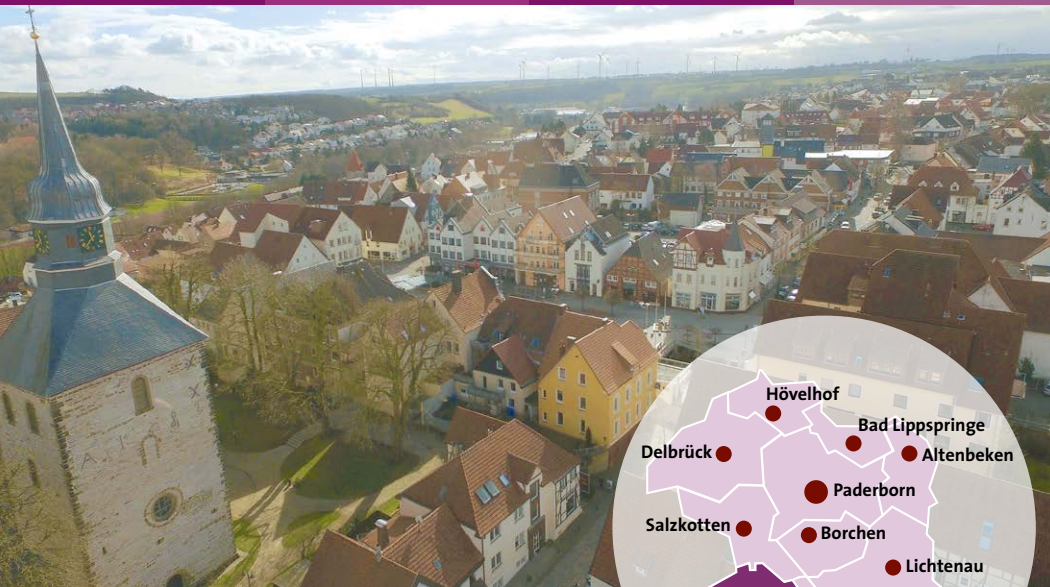 Hövelhof
Bad Lippspringe
Delbrück
Altenbeken
Paderborn
Salzkotten
Borchen
Lichtenau